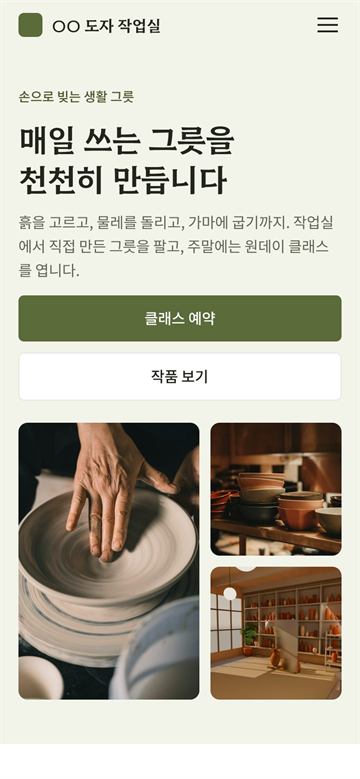 ○○ 도자 작업실
손으로 빚는 생활 그릇
매일 쓰는 그릇을
천천히 만듭니다
흙을 고르고, 물레를 돌리고, 가마에 굽기까지. 작업실
에서 직접 만든 그릇을 팔고, 주말에는 원데이 클래스
를 엽니다.
클래스 예약
작품 보기